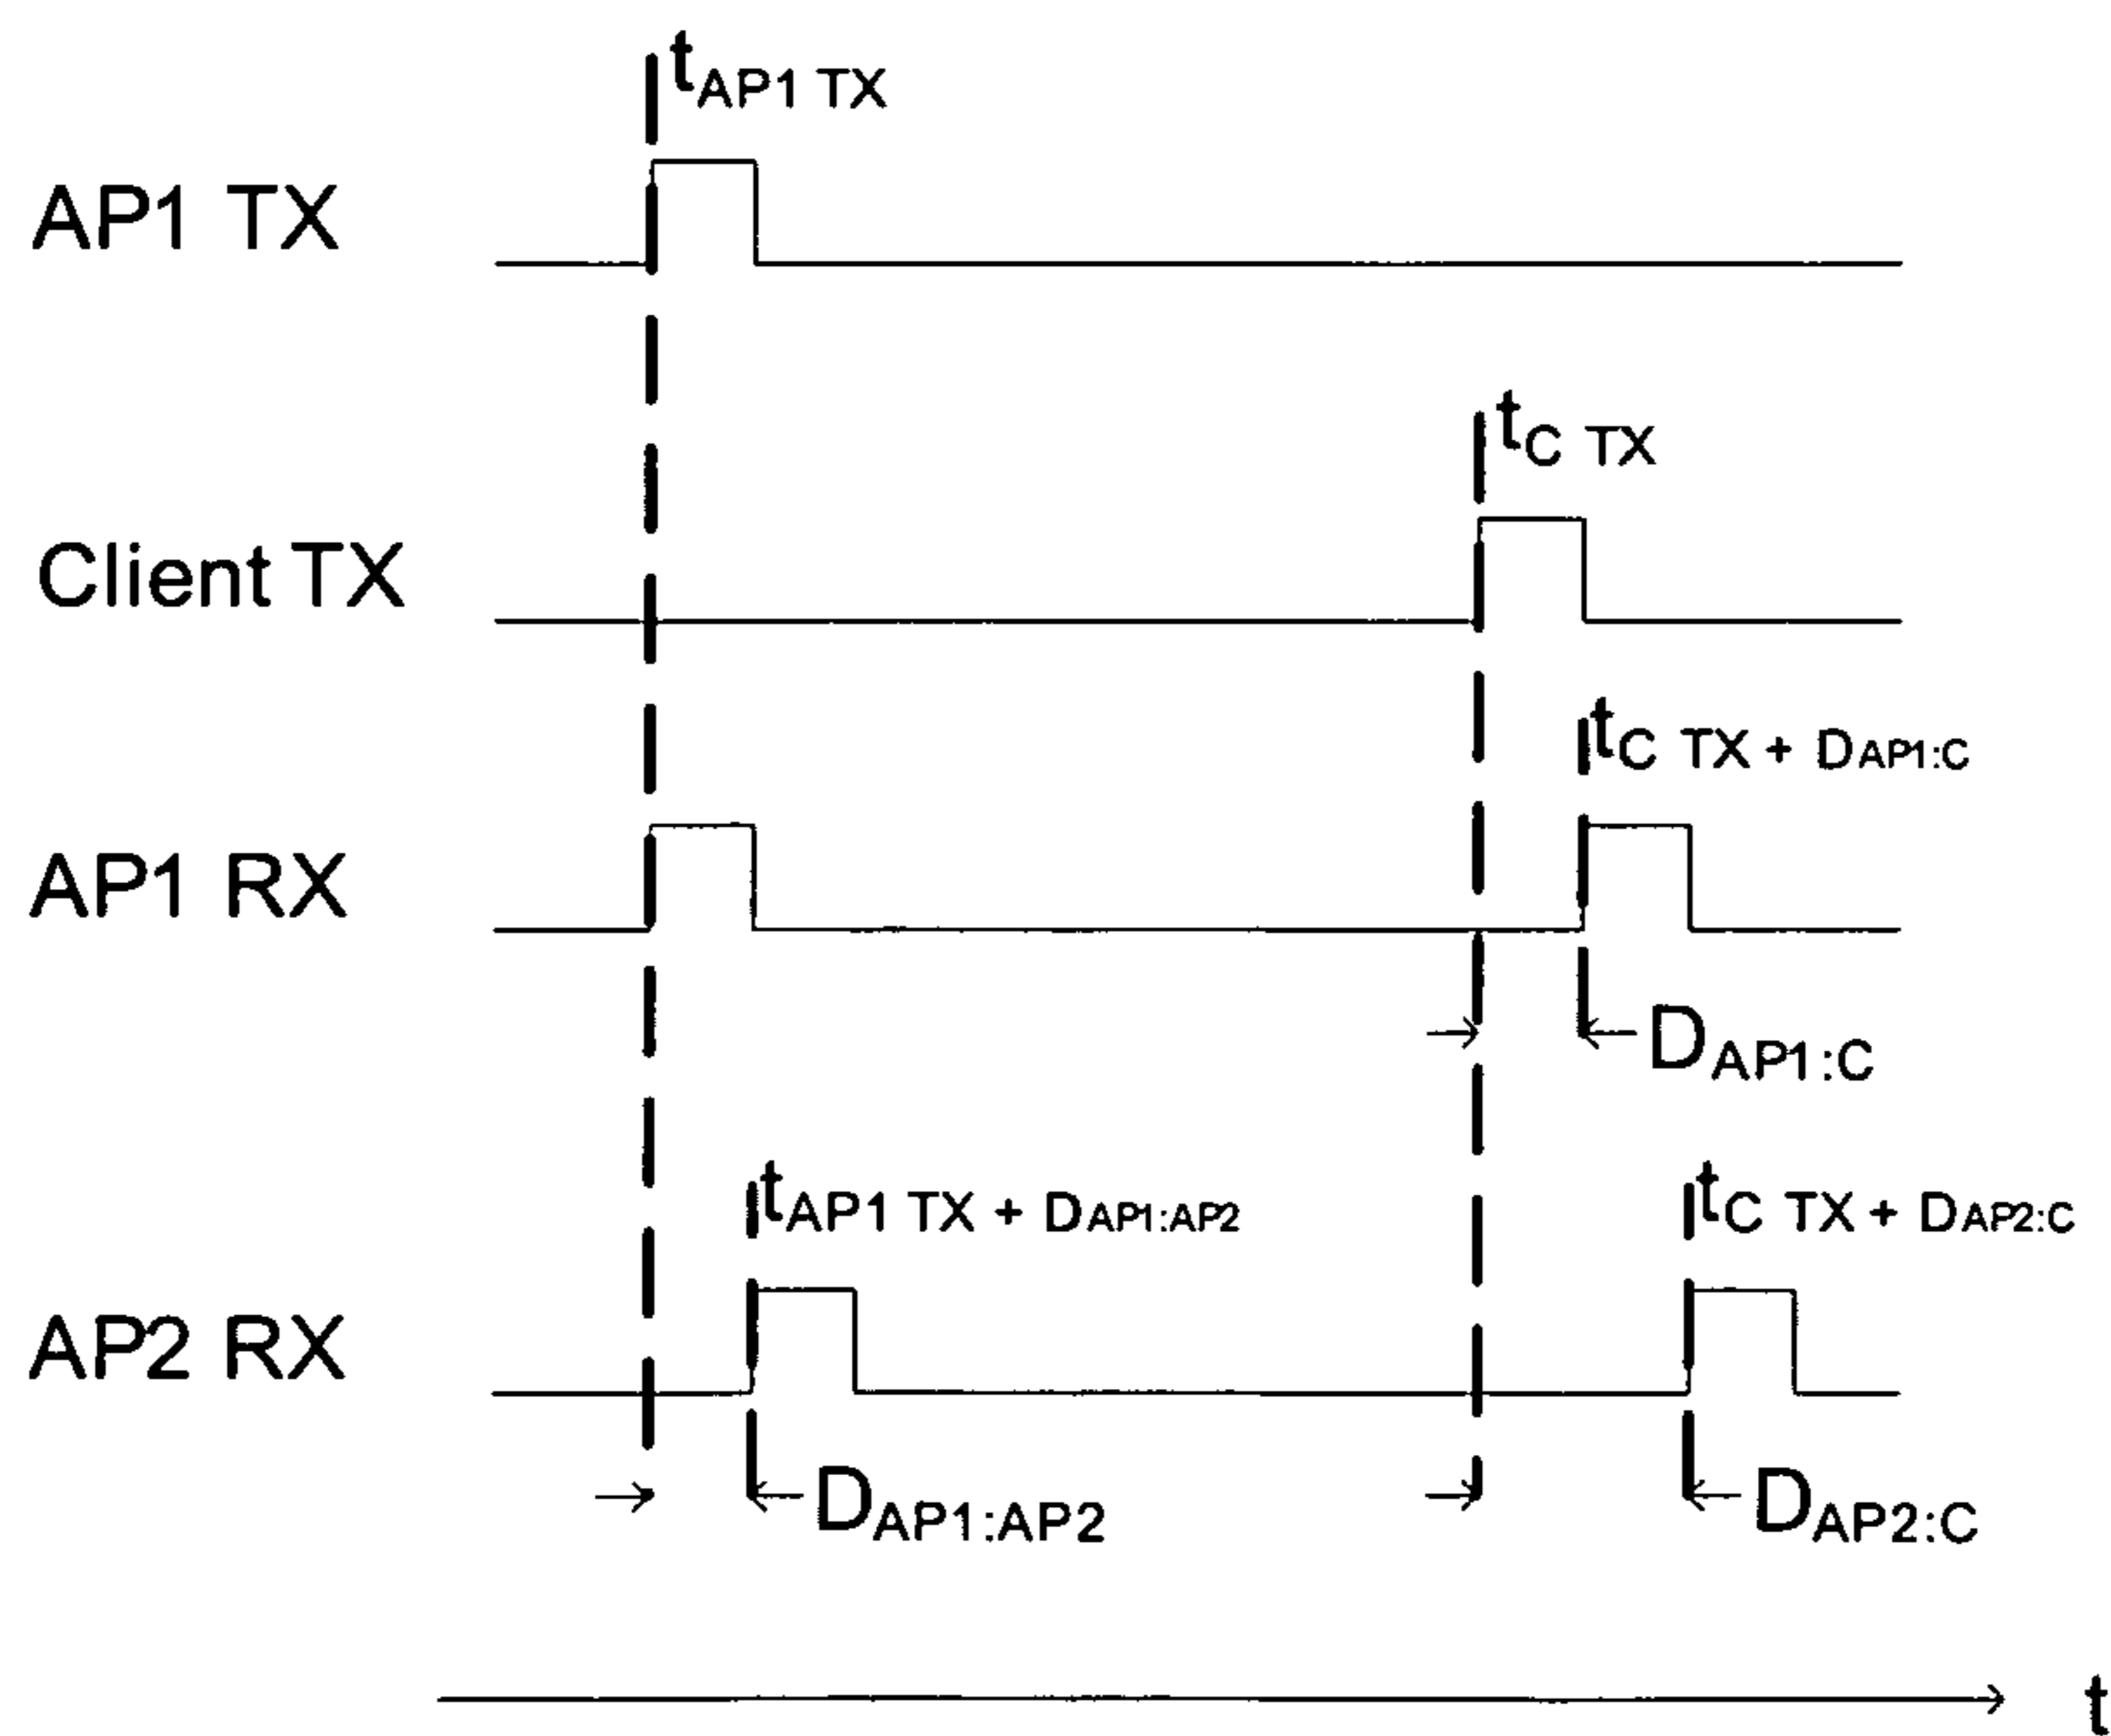 tAP1 TX
AP1 TX
tC TX
Client TX
tC TX + DAP1:C
AP1 RX
DAP1:C
tAP1 TX + DAP1:AP2
tC TX + DAP2:C
AP2 RX
DAP1:AP2
DAP2:C
t